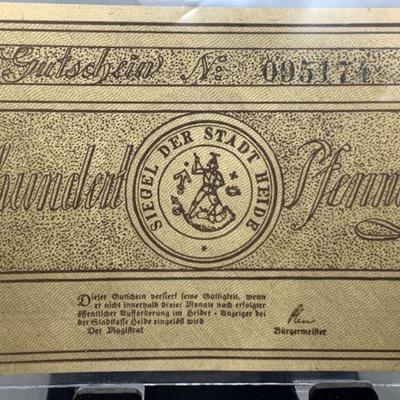 Gutschein No 095174
hundert Pfenni
SIEGEL DER STADT HEIDE
Dieser Gutschein verliert seine Gültigkeit, wenn
er nicht innerhalb dreier Monate nach erfolgter
öffentlicher Aufforderung im Heider Anzeiger bei
der Stadtkasse Heide eingelöst wird
Der Magistrat
Bürgermeister